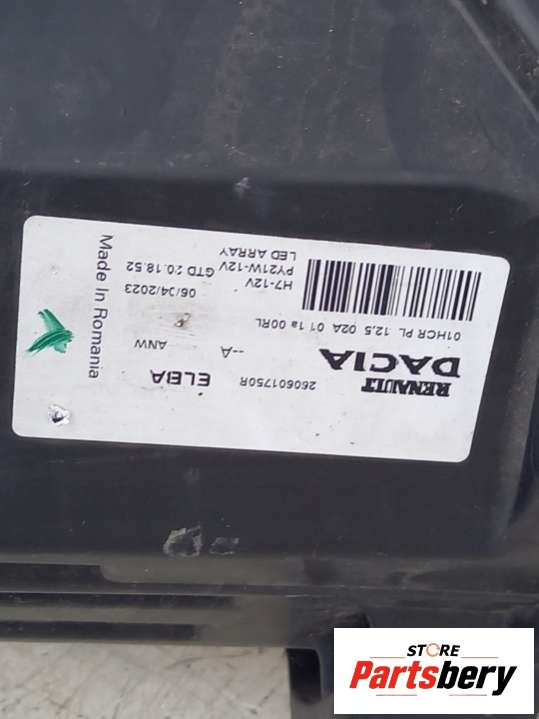 RENAULT
DACIA
260601750R
ELBA
--A
ANW
01HCR PL 12,5 02A 01 1a 00RL
H7-12V
PY21W-12V
LED ARRAY
06/04/2023
GTD 20.18.52
Made In Romania
STORE
Partsbery